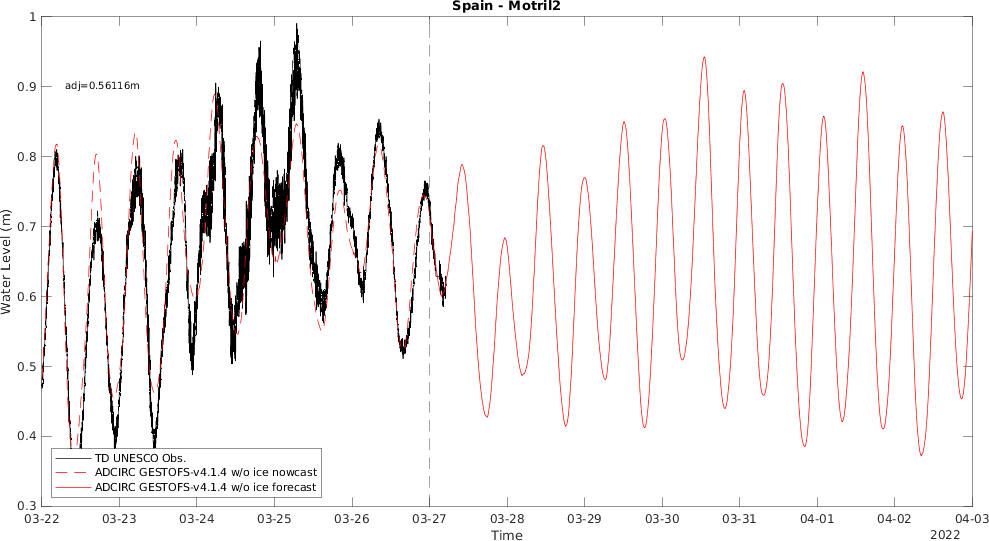 Spain - Motril2
adj=0.56116m
Water Level (m)
1
0.9
0.8
0.7
0.6
0.5
0.4
0.3
TD UNESCO Obs.
ADCIRC GESTOFS-v4.1.4 w/o ice nowcast
ADCIRC GESTOFS-v4.1.4 w/o ice forecast
03-22 03-23 03-24 03-25 03-26 03-27 03-28 03-29 03-30 03-31 04-01 04-02 04-03
Time
2022